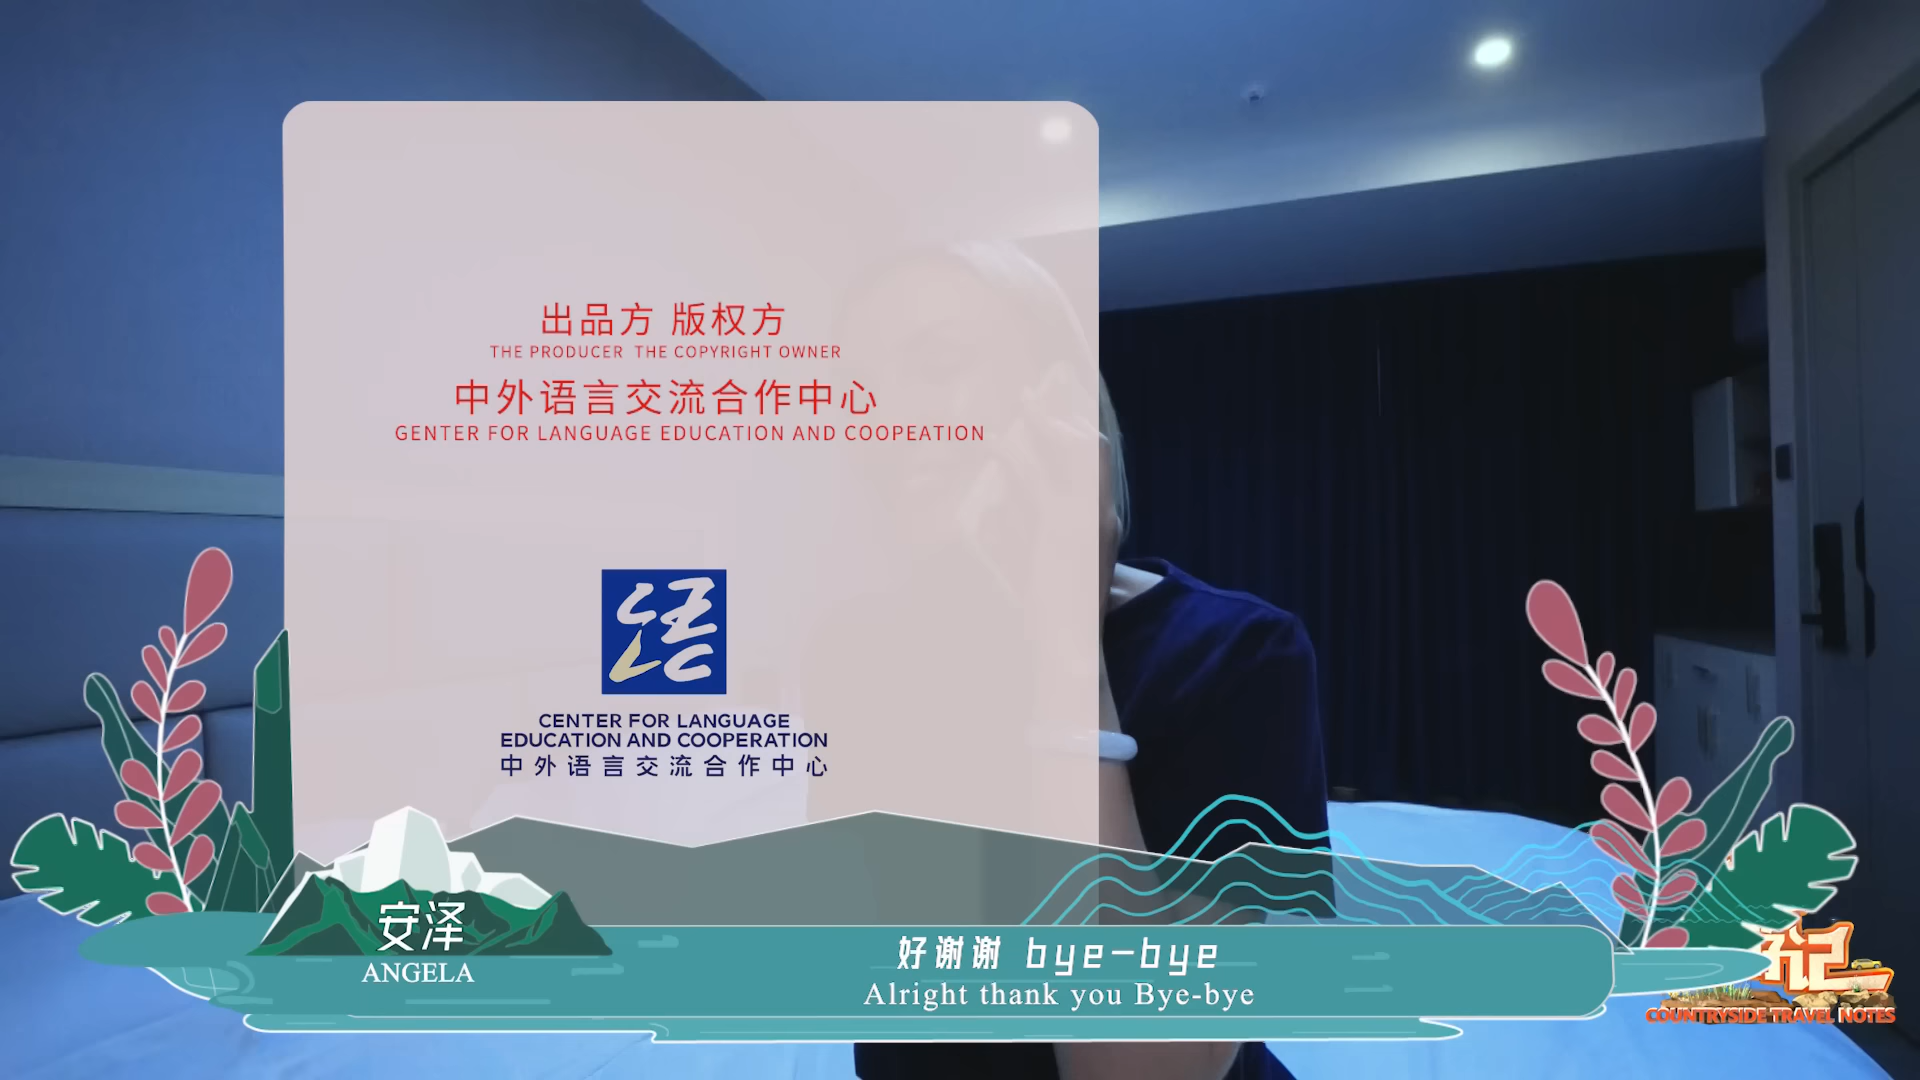 出品方 版权方
THE PRODUCER THE COPYRIGHT OWNER
中外语言交流合作中心
GENTER FOR LANGUAGE EDUCATION AND COOPEATION
语
CENTER FOR LANGUAGE
EDUCATION AND COOPERATION
中外语言交流合作中心
安泽
ANGELA
好谢谢 bye-bye
Alright thank you Bye-bye
记
COUNTRYSIDE TRAVEL NOTES